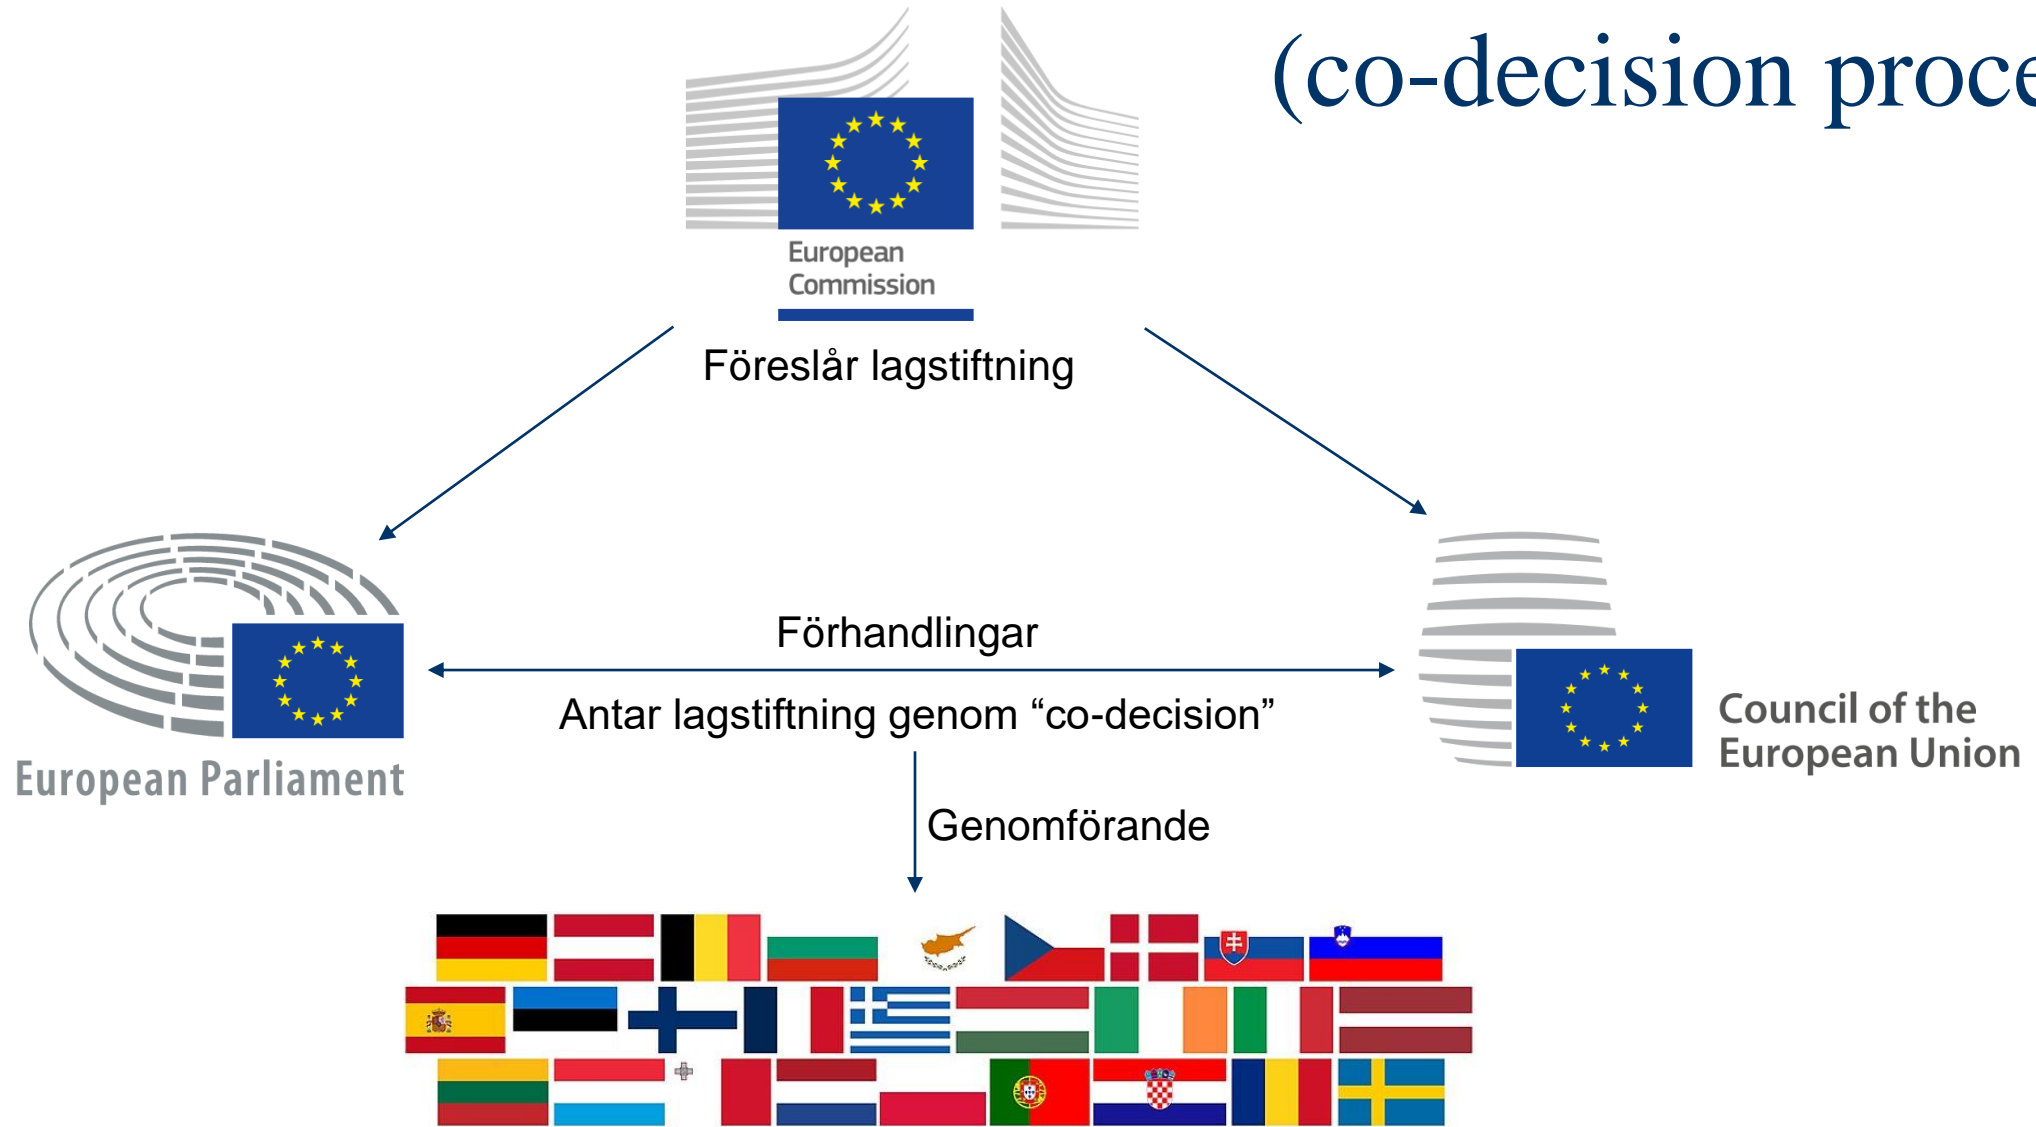 (co-decision proce
European
Commission
Föreslår lagstiftning
Förhandlingar
Antar lagstiftning genom “co-decision”
European Parliament
Council of the
European Union
Genomförande